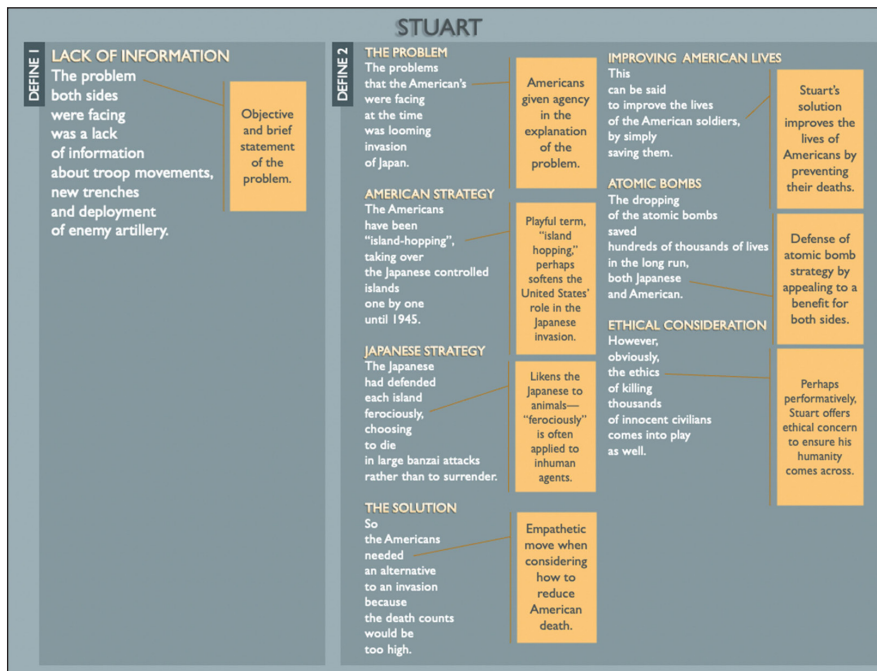 STUART
DEFINE 1
LACK OF INFORMATION
The problem
both sides
were facing
was a lack
of information
about troop movements,
new trenches
and deployment
of enemy artillery.
Objective
and brief
statement
of the
problem.
DEFINE 2
THE PROBLEM
The problems
that the American's
were facing
at the time
was looming
invasion
of Japan.
Americans
given agency
in the
explanation
of the
problem.
AMERICAN STRATEGY
The Americans
have been
“island-hopping”,
taking over
the Japanese controlled
islands
one by one
until 1945.
Playful term,
“island
hopping,”
perhaps
softens the
United States’
role in the
Japanese
invasion.
JAPANESE STRATEGY
The Japanese
had defended
each island
ferociously,
choosing
to die
in large banzai attacks
rather than to surrender.
Likens the
Japanese to
animals—
“ferociously”
is often
applied to
inhuman
agents.
THE SOLUTION
So
the Americans
needed
an alternative
to an invasion
because
the death counts
would be
too high.
Empathetic
move when
considering
how to
reduce
American
death.
IMPROVING AMERICAN LIVES
This
can be said
to improve the lives
of the American soldiers,
by simply
saving them.
Stuart’s
solution
improves the
lives of
Americans by
preventing
their deaths.
ATOMIC BOMBS
The dropping
of the atomic bombs
saved
hundreds of thousands of lives
in the long run,
both Japanese
and American.
Defense of
atomic bomb
strategy by
appealing to a
benefit for
both sides.
ETHICAL CONSIDERATION
However,
obviously,
the ethics
of killing
thousands
of innocent civilians
comes into play
as well.
Perhaps
performatively,
Stuart offers
ethical concern
to ensure his
humanity
comes across.